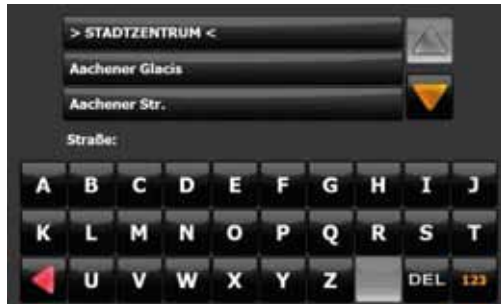 > STADTZENTRUM <
Aachener Glacis
Aachener Str.
Straße:
A B C D E F G H I J
K L M N O P Q R S T
U V W X Y Z DEL 123